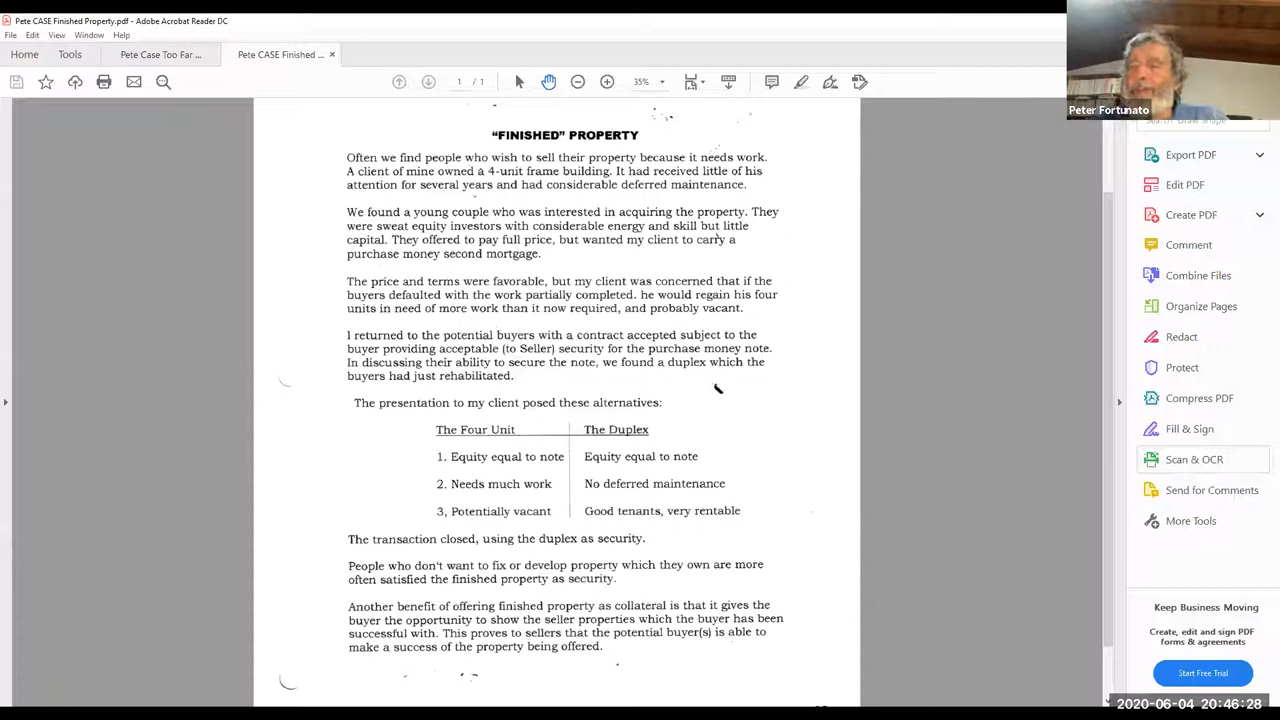 Pete CASE Finished Property.pdf - Adobe Acrobat Reader DC
File Edit View Window Help
Home Tools Pete Case Too Far ... Pete CASE Finished ... ×
1 / 1 35%
Peter Fortunato
"FINISHED" PROPERTY
Often we find people who wish to sell their property because it needs work.
A client of mine owned a 4-unit frame building. It had received little of his
attention for several years and had considerable deferred maintenance.
We found a young couple who was interested in acquiring the property. They
were sweat equity investors with considerable energy and skill but little
capital. They offered to pay full price, but wanted my client to carry a
purchase money second mortgage.
The price and terms were favorable, but my client was concerned that if the
buyers defaulted with the work partially completed. he would regain his four
units in need of more work than it now required, and probably vacant.
I returned to the potential buyers with a contract accepted subject to the
buyer providing acceptable (to Seller) security for the purchase money note.
In discussing their ability to secure the note, we found a duplex which the
buyers had just rehabilitated.
The presentation to my client posed these alternatives:
The Four Unit The Duplex
1. Equity equal to note Equity equal to note
2. Needs much work No deferred maintenance
3, Potentially vacant Good tenants, very rentable
The transaction closed, using the duplex as security.
People who don't want to fix or develop property which they own are more
often satisfied the finished property as security.
Another benefit of offering finished property as collateral is that it gives the
buyer the opportunity to show the seller properties which the buyer has been
successful with. This proves to sellers that the potential buyer(s) is able to
make a success of the property being offered.
Export PDF
Edit PDF
Create PDF
Comment
Combine Files
Organize Pages
Redact
Protect
Compress PDF
Fill & Sign
Scan & OCR
Send for Comments
More Tools
Keep Business Moving
Create, edit and sign PDF
forms & agreements
Start Free Trial
2020-06-04 20:46:28